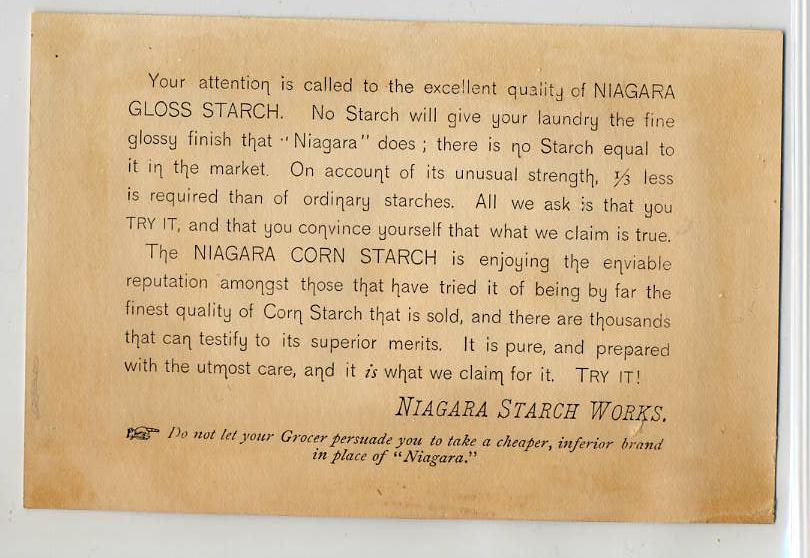 Your attention is called to the excellent quality of NIAGARA
GLOSS STARCH. No Starch will give your laundry the fine
glossy finish that "Niagara" does; there is no Starch equal to
it in the market. On account of its unusual strength, 1/3 less
is required than of ordinary starches. All we ask is that you
TRY IT, and that you convince yourself that what we claim is true.
The NIAGARA CORN STARCH is enjoying the enviable
reputation amongst those that have tried it of being by far the
finest quality of Corn Starch that is sold, and there are thousands
that can testify to its superior merits. It is pure, and prepared
with the utmost care, and it is what we claim for it. TRY IT!
NIAGARA STARCH WORKS.
☞ Do not let your Grocer persuade you to take a cheaper, inferior brand
in place of "Niagara."